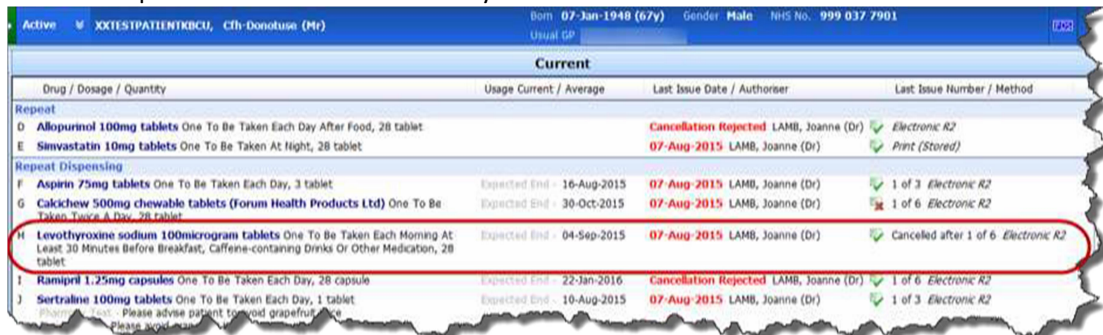 Active XXTESTPATIENTKBCU, Cfh-Donotuse (Mr) Born 07-Jan-1948 (67y) Gender Male NHS No. 999 037 7901
Usual GP
Current
Drug / Dosage / Quantity Usage Current / Average Last Issue Date / Authoriser Last Issue Number / Method
Repeat
D Allopurinol 100mg tablets One To Be Taken Each Day After Food, 28 tablet Cancellation Rejected LAMB, Joanne (Dr) Electronic R2
E Simvastatin 10mg tablets One To Be Taken At Night, 28 tablet 07-Aug-2015 LAMB, Joanne (Dr) Print (Stored)
Repeat Dispensing
F Aspirin 75mg tablets One To Be Taken Each Day, 3 tablet Expected End - 16-Aug-2015 07-Aug-2015 LAMB, Joanne (Dr) 1 of 3 Electronic R2
G Calcichew 500mg chewable tablets (Forum Health Products Ltd) One To Be Expected End - 30-Oct-2015 07-Aug-2015 LAMB, Joanne (Dr) 1 of 6 Electronic R2
Taken Twice A Day, 28 tablet
H Levothyroxine sodium 100microgram tablets One To Be Taken Each Morning At Expected End - 04-Sep-2015 07-Aug-2015 LAMB, Joanne (Dr) Cancelled after 1 of 6 Electronic R2
Least 30 Minutes Before Breakfast, Caffeine-containing Drinks Or Other Medication, 28
tablet
I Ramipril 1.25mg capsules One To Be Taken Each Day, 28 capsule Expected End - 22-Jan-2016 Cancellation Rejected LAMB, Joanne (Dr) 1 of 6 Electronic R2
J Sertraline 100mg tablets One To Be Taken Each Day, 1 tablet Expected End - 10-Aug-2015 07-Aug-2015 LAMB, Joanne (Dr) 1 of 3 Electronic R2
Text - Please advise patient to avoid grapefruit
Please avoid